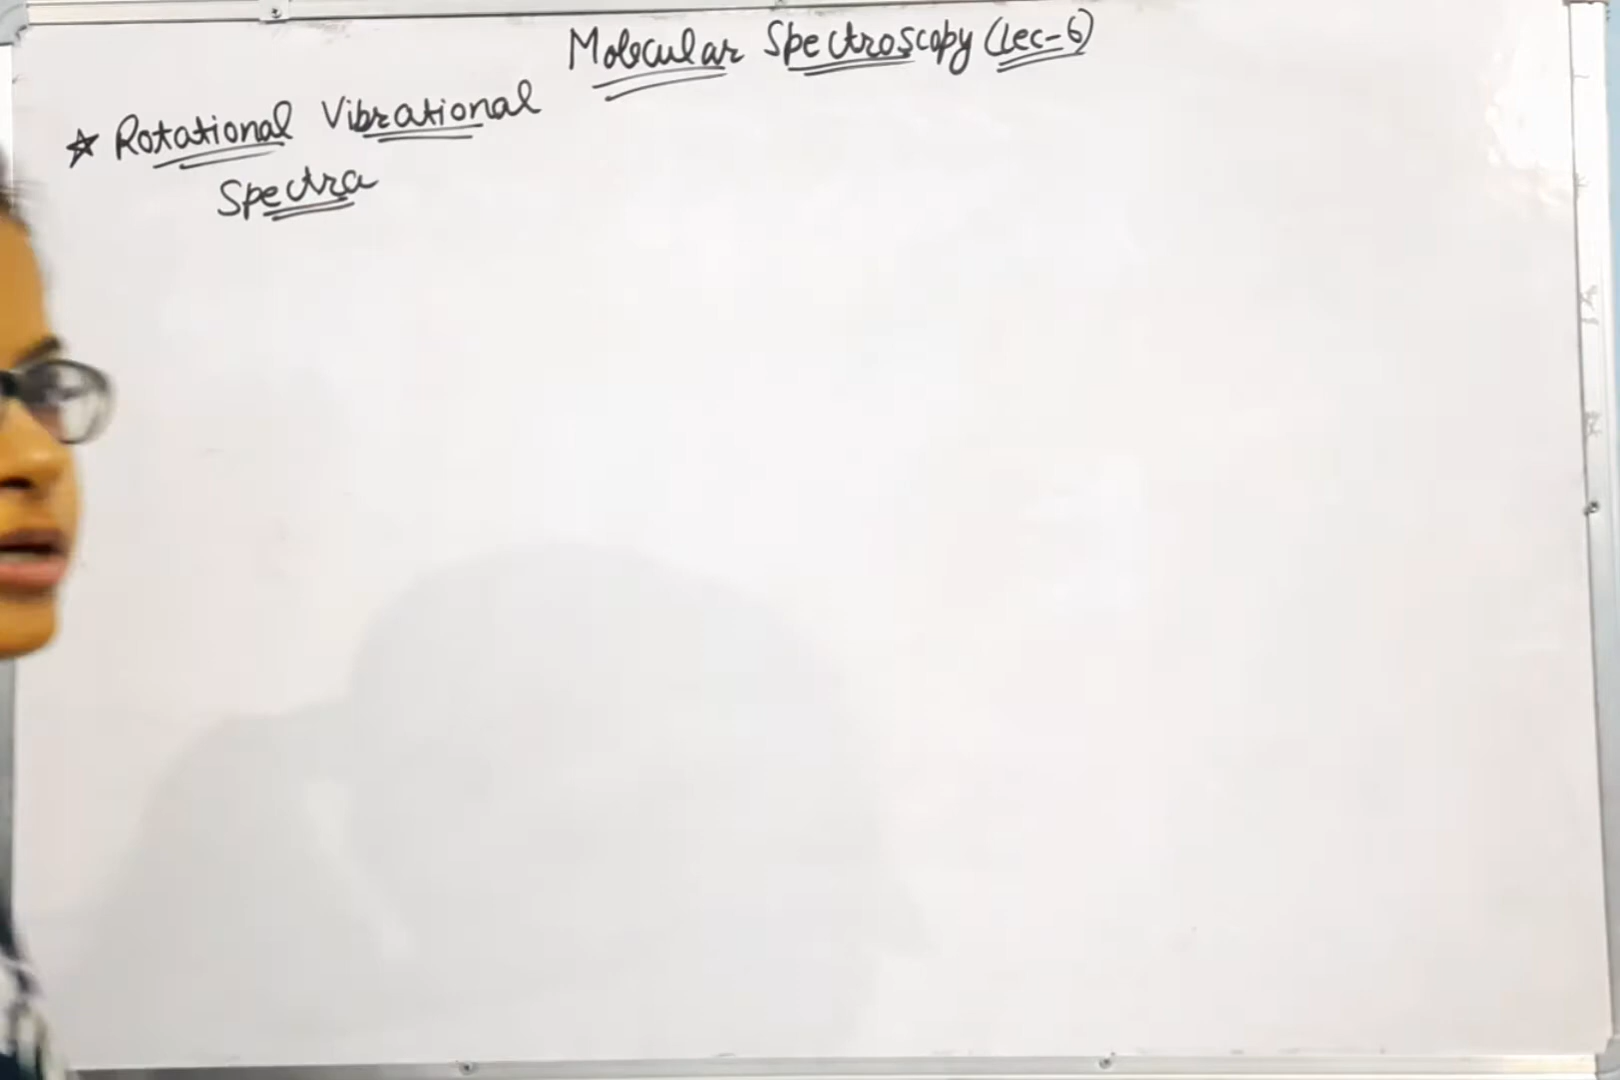 Molecular Spectroscopy (Lec-6)
☆ Rotational Vibrational
Spectra